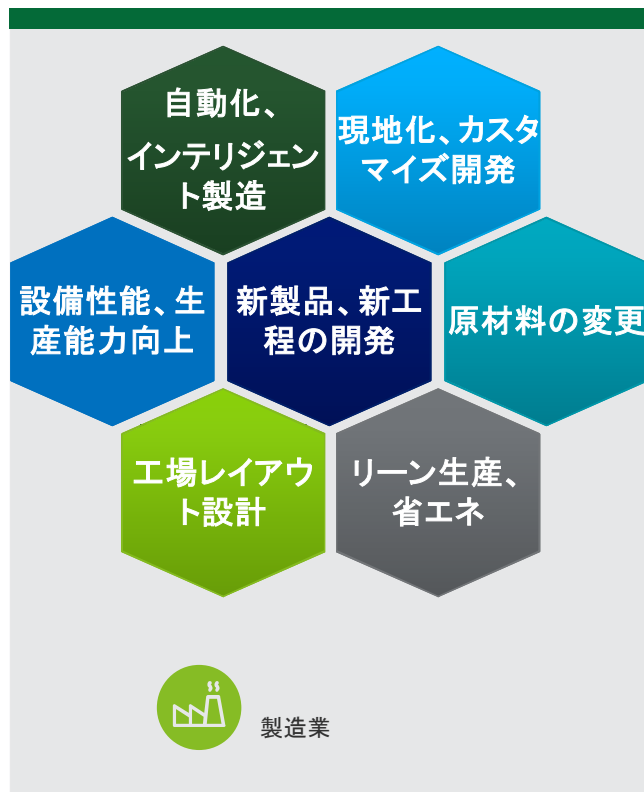 自動化、
インテリジェン
ト製造
現地化、カスタ
マイズ開発
設備性能、生
産能力向上
新製品、新工
程の開発
原材料の変更
工場レイアウ
ト設計
リーン生産、
省エネ
製造業